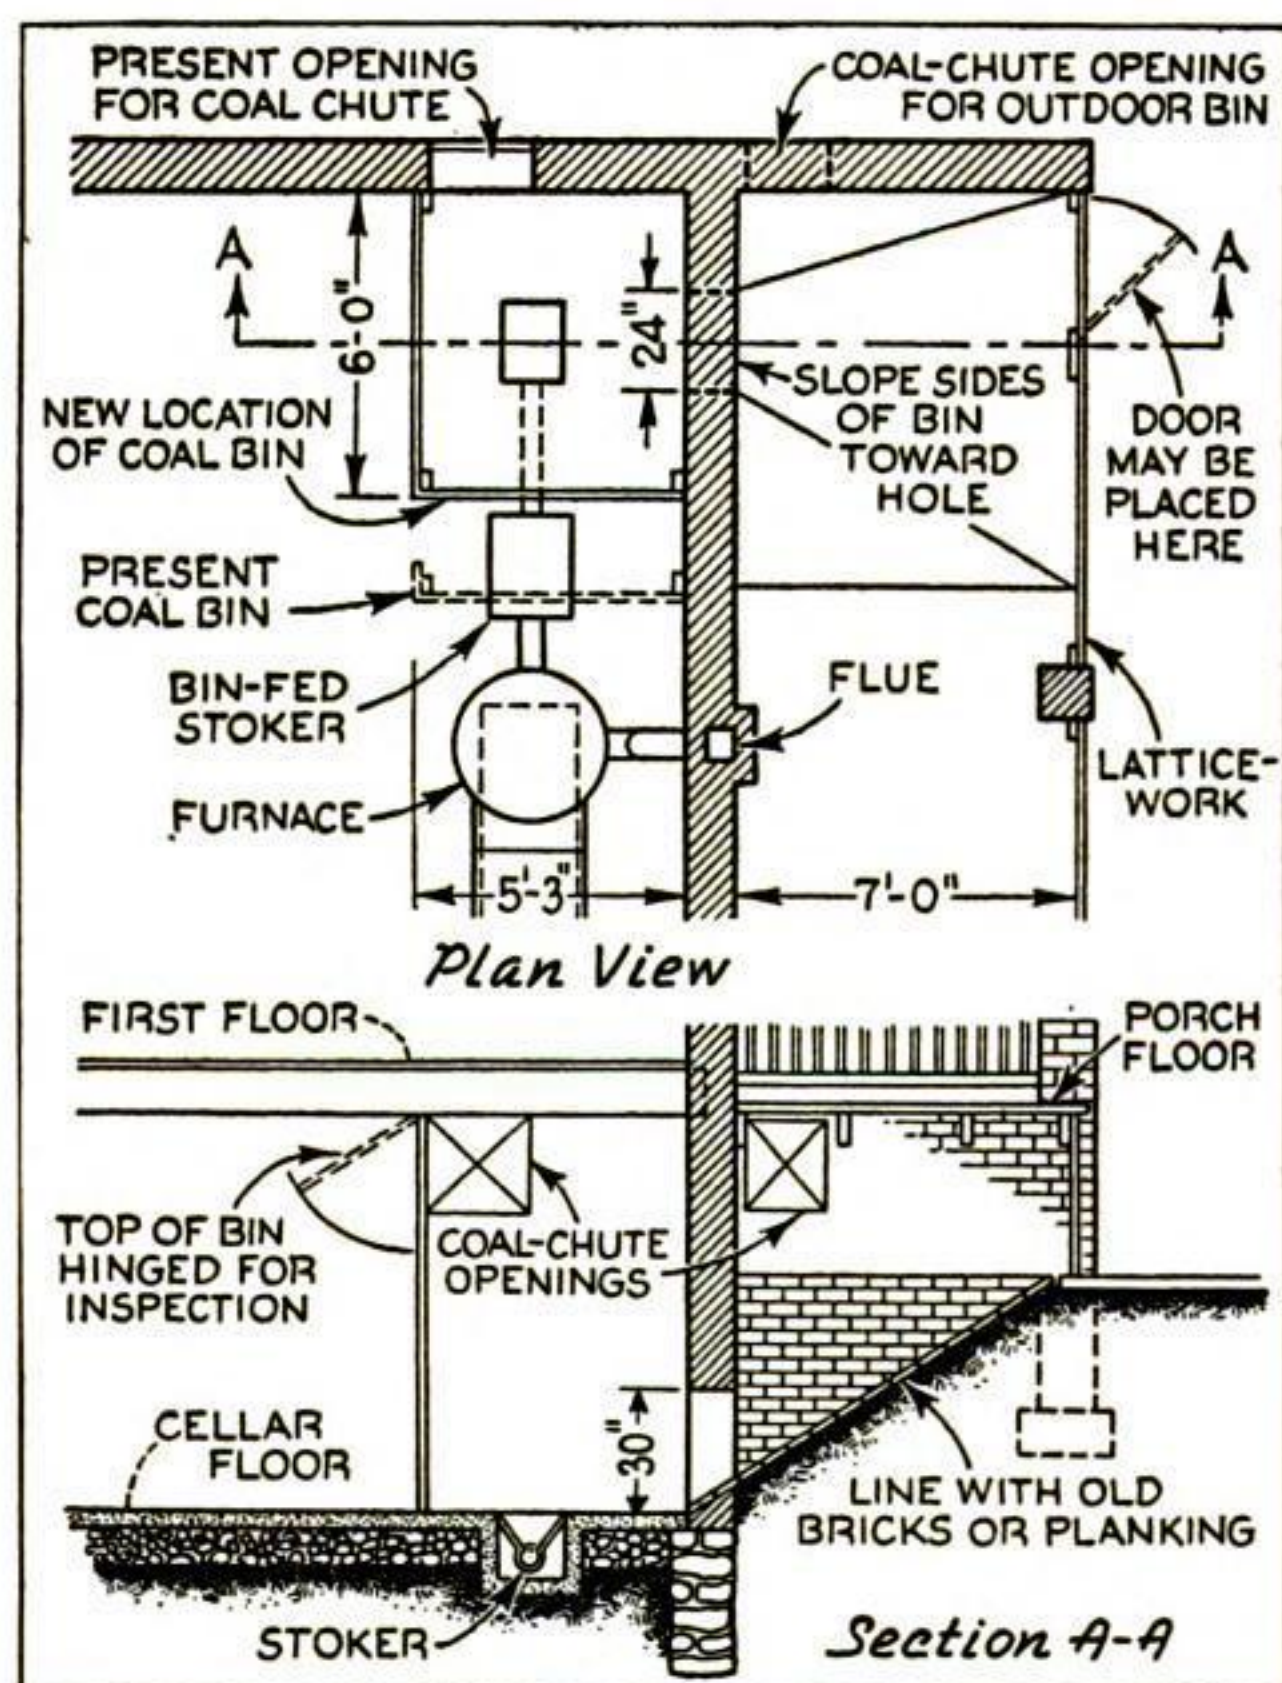 PRESENT OPENING
FOR COAL CHUTE
COAL-CHUTE OPENING
FOR OUTDOOR BIN
A
6'-0"
24"
A
NEW LOCATION
OF COAL BIN
SLOPE SIDES
OF BIN
TOWARD
HOLE
DOOR
MAY BE
PLACED
HERE
PRESENT
COAL BIN
BIN-FED
STOKER
FLUE
FURNACE
LATTICE-
WORK
5'-3"
7'-0"
Plan View
FIRST FLOOR
PORCH
FLOOR
TOP OF BIN
HINGED FOR
INSPECTION
COAL-CHUTE
OPENINGS
CELLAR
FLOOR
30"
LINE WITH OLD
BRICKS OR PLANKING
STOKER
Section A-A